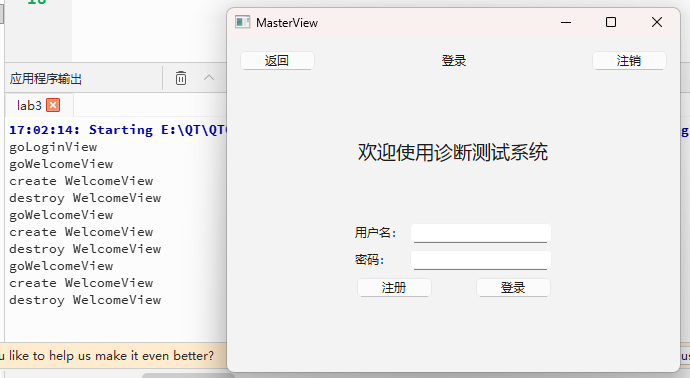 MasterView
返回
登录
注销
应用程序输出
lab3
17:02:14: Starting E:\QT\QT
goLoginView
goWelcomeView
create WelcomeView
destroy WelcomeView
goWelcomeView
create WelcomeView
destroy WelcomeView
goWelcomeView
create WelcomeView
destroy WelcomeView
欢迎使用诊断测试系统
用户名:
密码:
注册
登录
u like to help us make it even better?